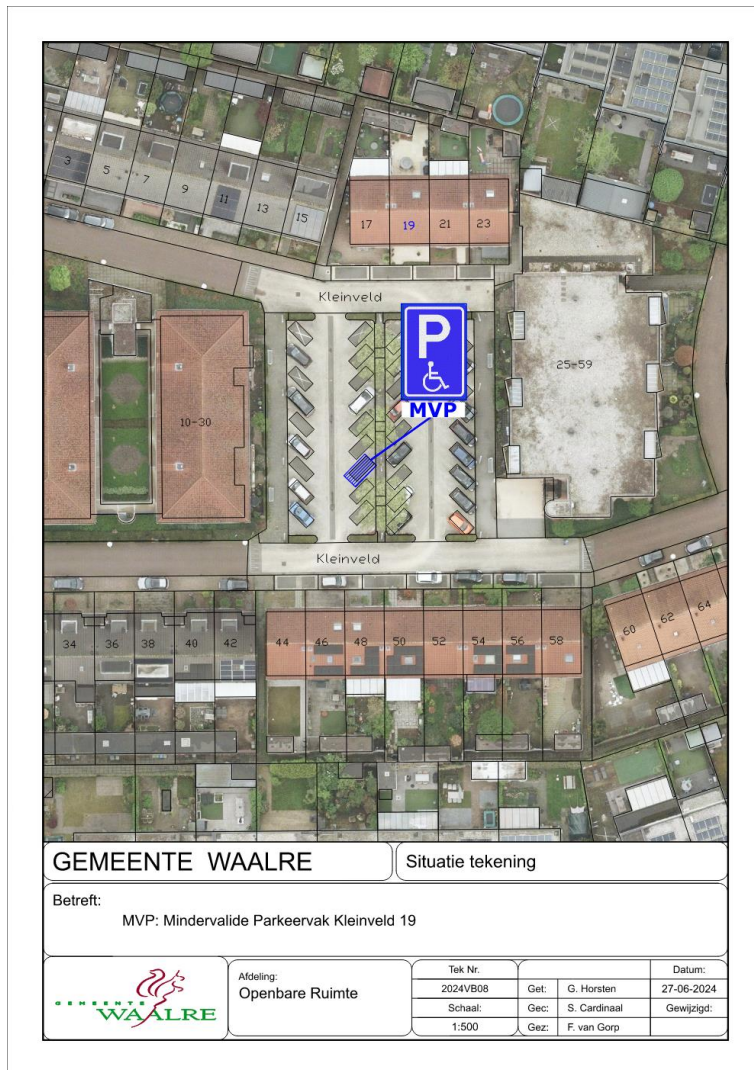 3
5
7
9
11
13
15
17
19
21
23
Kleinveld
P
MVP
25-59
10-30
Kleinveld
34
36
38
40
42
44
46
48
50
52
54
56
58
60
62
64
GEMEENTE WAALRE
Situatie tekening
Betreft:
MVP: Mindervalide Parkeervak Kleinveld 19
GEMEENTE
WAALRE
Afdeling:
Openbare Ruimte
Tek Nr.
Datum:
2024VB08
Get:
G. Horsten
27-06-2024
Schaal:
Gec:
S. Cardinaal
Gewijzigd:
1:500
Gez:
F. van Gorp